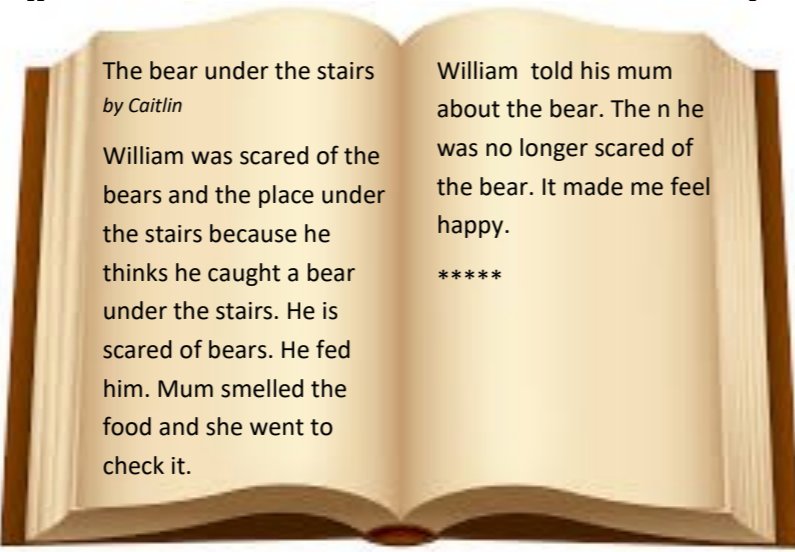 The bear under the stairs
by Caitlin
William was scared of the
bears and the place under
the stairs because he
thinks he caught a bear
under the stairs. He is
scared of bears. He fed
him. Mum smelled the
food and she went to
check it.
William  told his mum
about the bear. The n he
was no longer scared of
the bear. It made me feel
happy.
*****